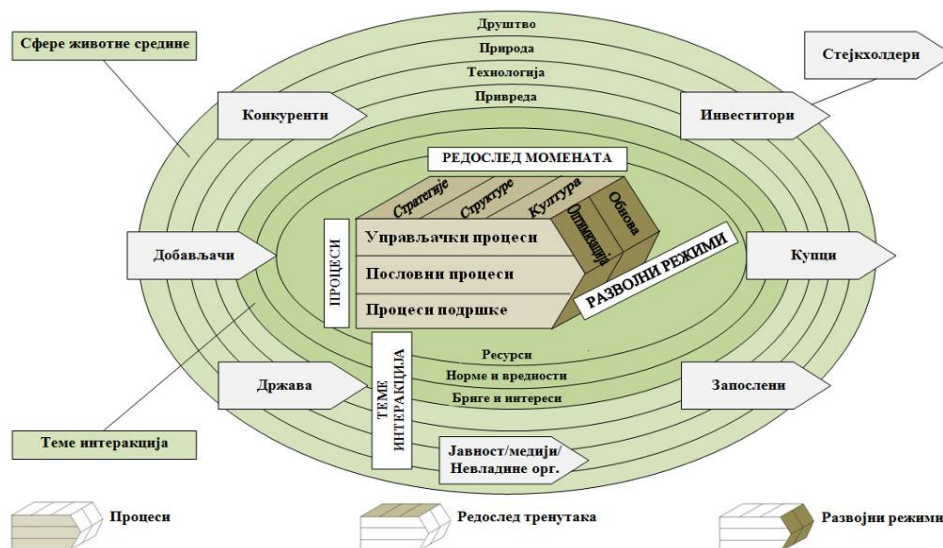 Друштво
Сфере животне средине
Природа
Стејкхолдери
Технологија
Привреда
Конкуренти
Инвеститори
РЕДОСЛЕД МОМЕНАТА
Стратегије
Структуре
Култура
Оптимизација
Обнова
ПРОЦЕСИ
Управљачки процеси
Пословни процеси
Процеси подршке
РАЗВОЈНИ РЕЖИМИ
Добављачи
Купци
ТЕМЕ
ИНТЕРАКЦИЈА
Ресурси
Норме и вредности
Бриге и интереси
Држава
Запослени
Теме интеракција
Јавност/медији/
Невладине орг.
Процеси
Редослед тренутака
Развојни режими